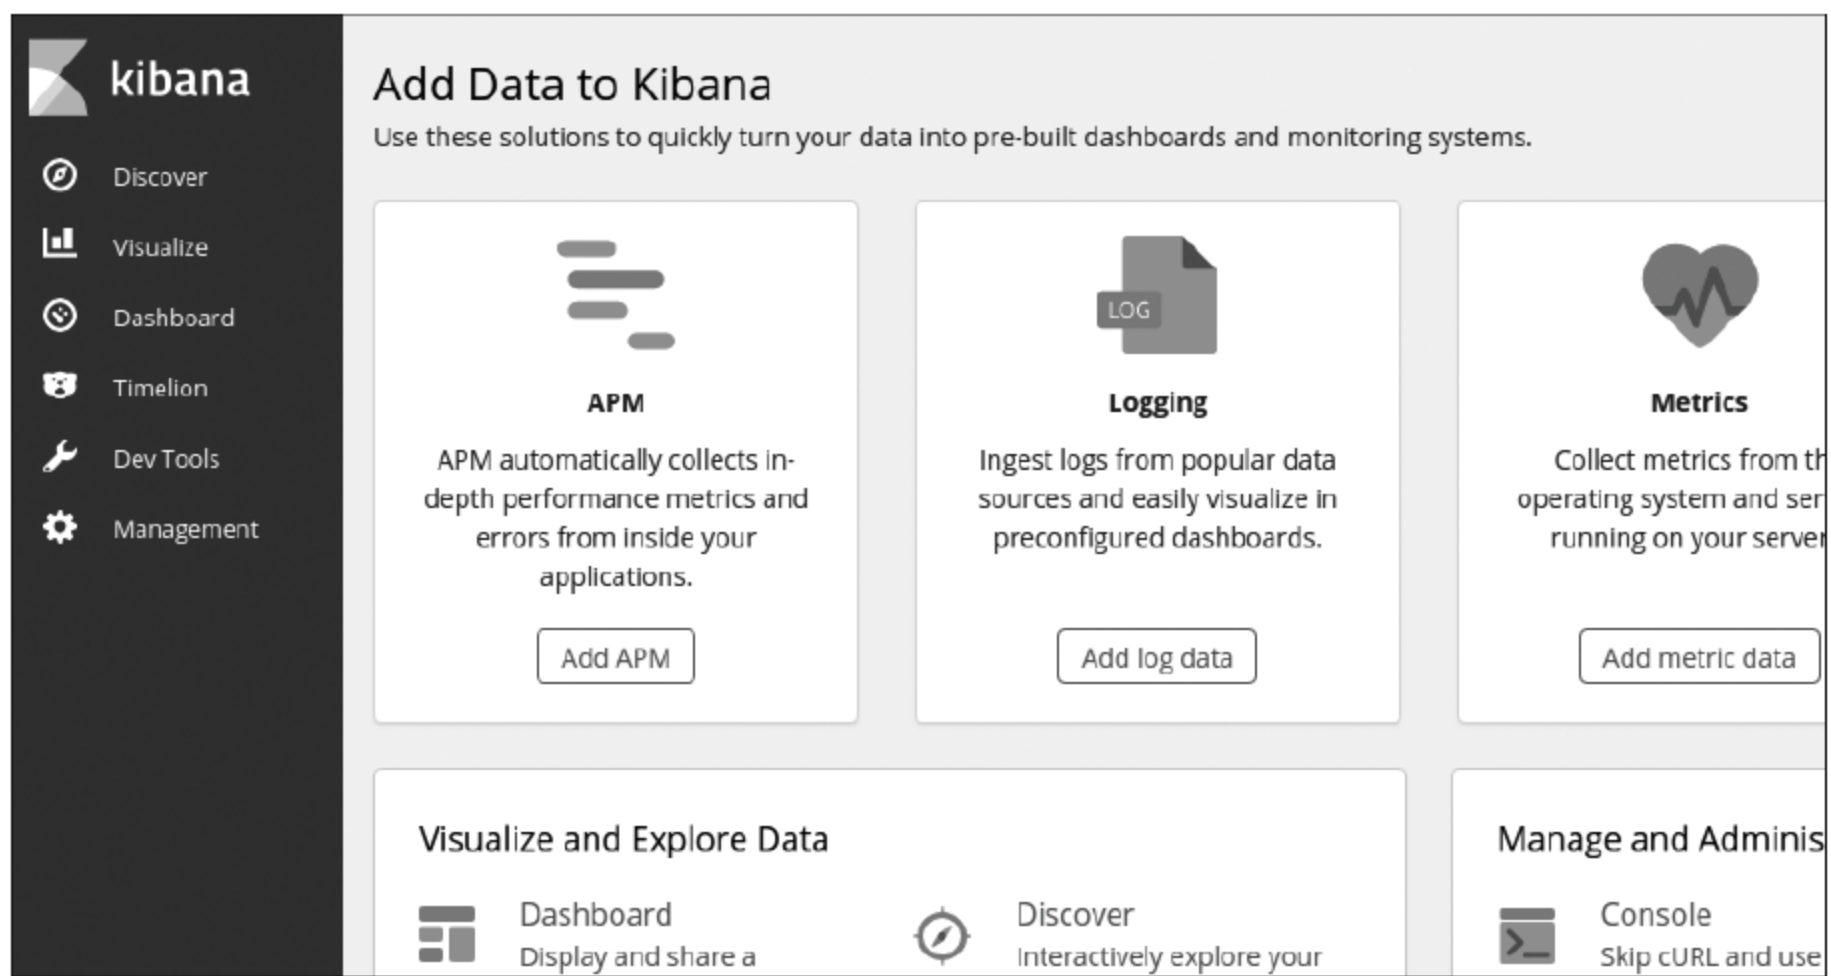 kibana
Discover
Visualize
Dashboard
Timelion
Dev Tools
Management
Add Data to Kibana
Use these solutions to quickly turn your data into pre-built dashboards and monitoring systems.
APM
APM automatically collects in-
depth performance metrics and
errors from inside your
applications.
Add APM
LOG
Logging
Ingest logs from popular data
sources and easily visualize in
preconfigured dashboards.
Add log data
Metrics
Collect metrics from th
operating system and ser
running on your server
Add metric data
Visualize and Explore Data
Dashboard
Display and share a
Discover
Interactively explore your
Manage and Adminis
Console
Skip cURL and use